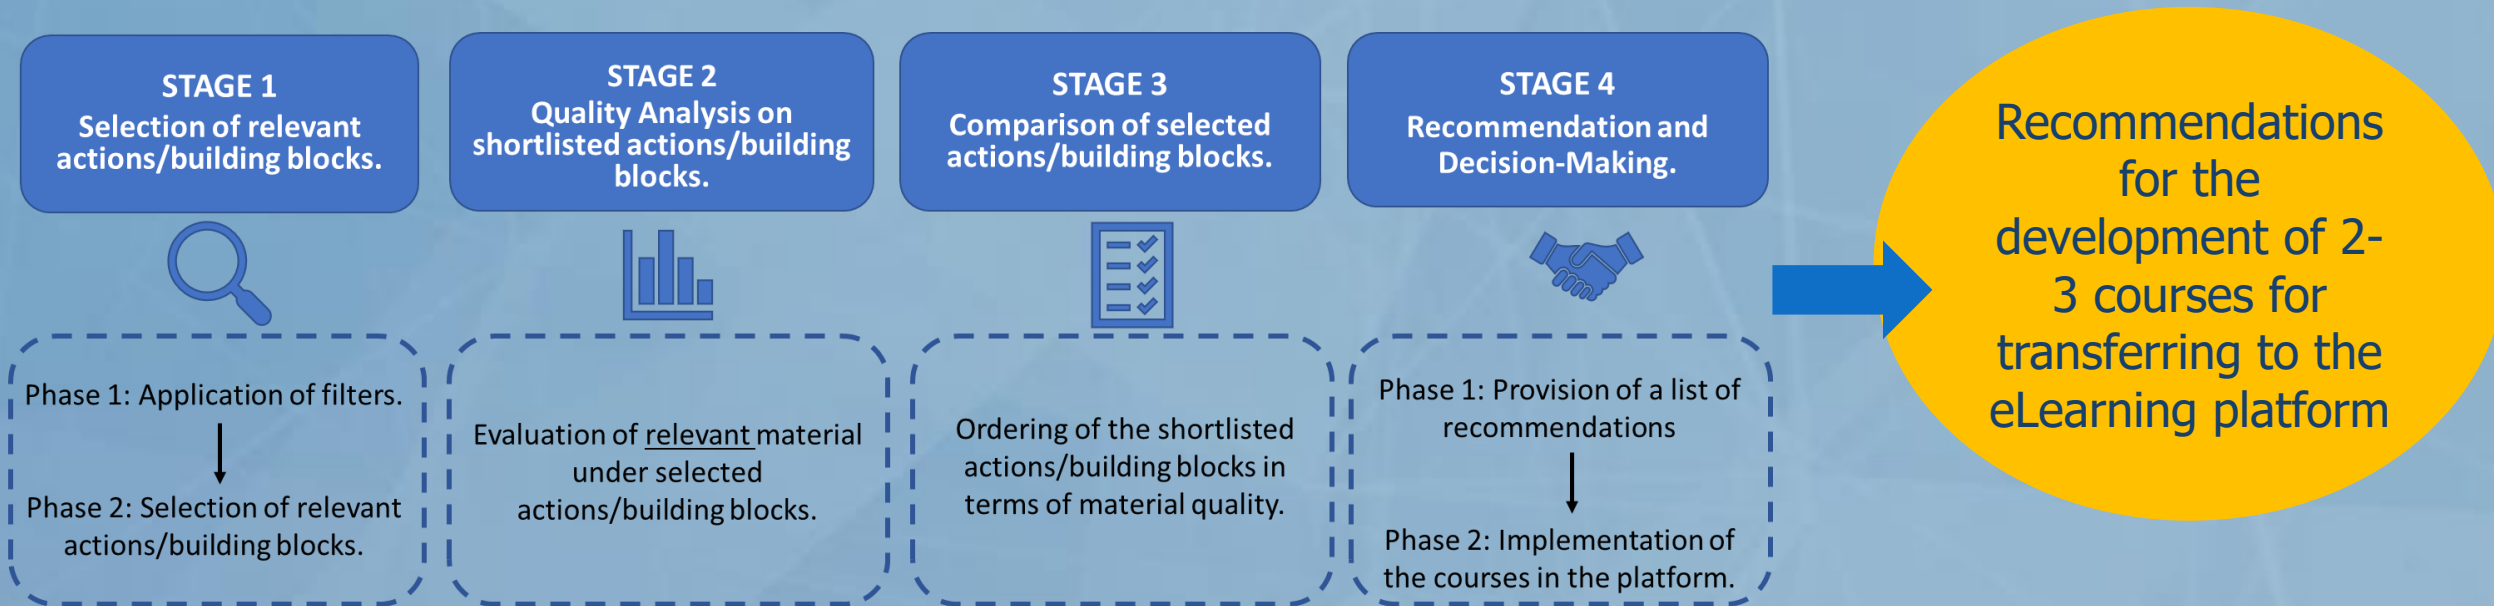 STAGE 1
Selection of relevant
actions/building blocks.
STAGE 2
Quality Analysis on
shortlisted actions/building
blocks.
STAGE 3
Comparison of selected
actions/building blocks.
STAGE 4
Recommendation and
Decision-Making.
Phase 1: Application of filters.
Phase 2: Selection of relevant
actions/building blocks.
Evaluation of relevant material
under selected
actions/building blocks.
Ordering of the shortlisted
actions/building blocks in
terms of material quality.
Phase 1: Provision of a list of
recommendations
Phase 2: Implementation of
the courses in the platform.
Recommendations
for the
development of 2-
3 courses for
transferring to the
eLearning platform